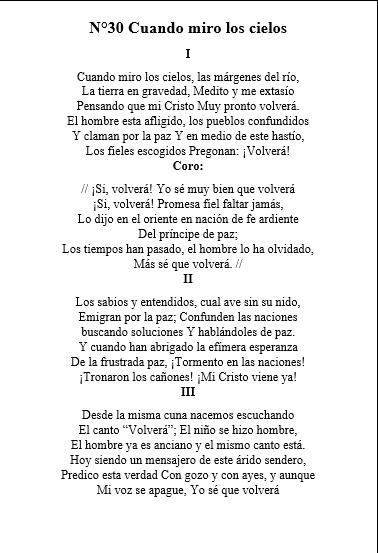 N°30 Cuando miro los cielos
I
Cuando miro los cielos, las márgenes del río,
La tierra en gravedad, Medito y me extasío
Pensando que mi Cristo Muy pronto volverá.
El hombre esta afligido, los pueblos confundidos
Y claman por la paz Y en medio de este hastío,
Los fieles escogidos Pregonan: ¡Volverá!
Coro:
// ¡Si, volverá! Yo sé muy bien que volverá
¡Si, volverá! Promesa fiel faltar jamás,
Lo dijo en el oriente en nación de fe ardiente
Del príncipe de paz;
Los tiempos han pasado, el hombre lo ha olvidado,
Más sé que volverá. //
II
Los sabios y entendidos, cual ave sin su nido,
Emigran por la paz; Confunden las naciones
buscando soluciones Y hablándoles de paz.
Y cuando han abrigado la efímera esperanza
De la frustrada paz, ¡Tormento en las naciones!
¡Tronaron los cañones! ¡Mi Cristo viene ya!
III
Desde la misma cuna nacemos escuchando
El canto “Volverá”; El niño se hizo hombre,
El hombre ya es anciano y el mismo canto está.
Hoy siendo un mensajero de este árido sendero,
Predico esta verdad Con gozo y con ayes, y aunque
Mi voz se apague, Yo sé que volverá